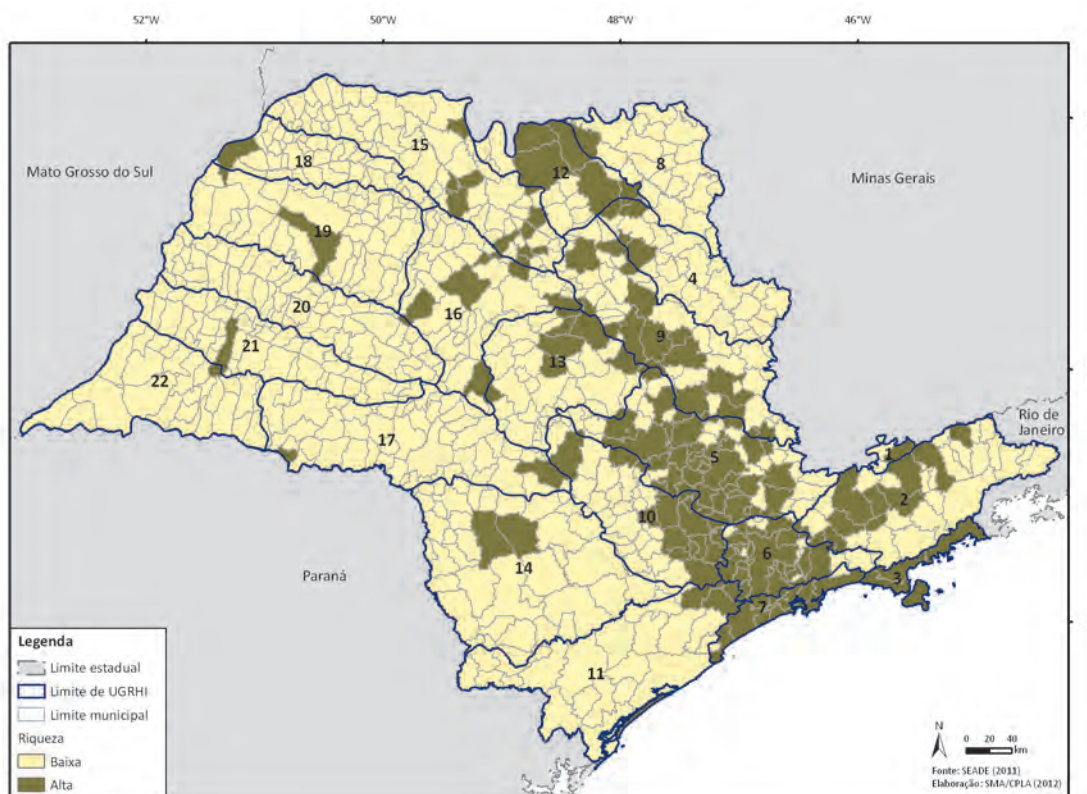 52°W 50°W 48°W 46°W
Mato Grosso do Sul
Minas Gerais
Rio de
Janeiro
Paraná
15
18
12
8
19
4
20
16
9
21
13
22
17
5
1
2
10
6
14
3
7
11
Legenda
Limite estadual
Limite de UGRHI
Limite municipal
Riqueza
Baixa
Alta
N
0 20 40
km
Fonte: SEADE (2011)
Elaboração: SMA/CPLA (2012)